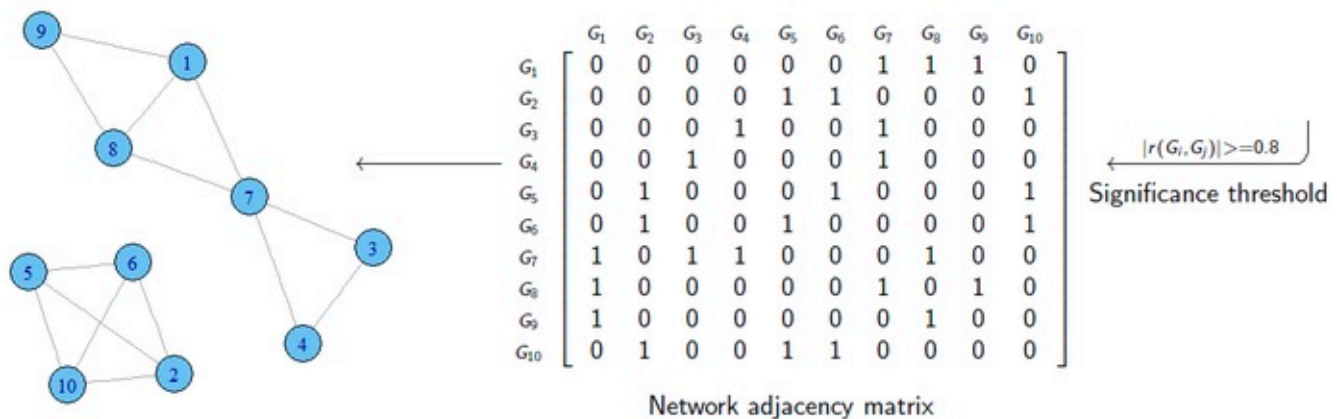 9
1
8
7
3
4
5
6
10
2
G1 G2 G3 G4 G5 G6 G7 G8 G9 G10
G1 0 0 0 0 0 0 1 1 1 0
G2 0 0 0 0 1 1 0 0 0 1
G3 0 0 0 1 0 0 1 0 0 0
G4 0 0 1 0 0 0 1 0 0 0
G5 0 1 0 0 0 1 0 0 0 1
G6 0 1 0 0 1 0 0 0 0 1
G7 1 0 1 1 0 0 0 1 0 0
G8 1 0 0 0 0 0 1 0 1 0
G9 1 0 0 0 0 0 0 1 0 0
G10 0 1 0 0 1 1 0 0 0 0
Network adjacency matrix
|r(Gi,Gj)|>=0.8
Significance threshold